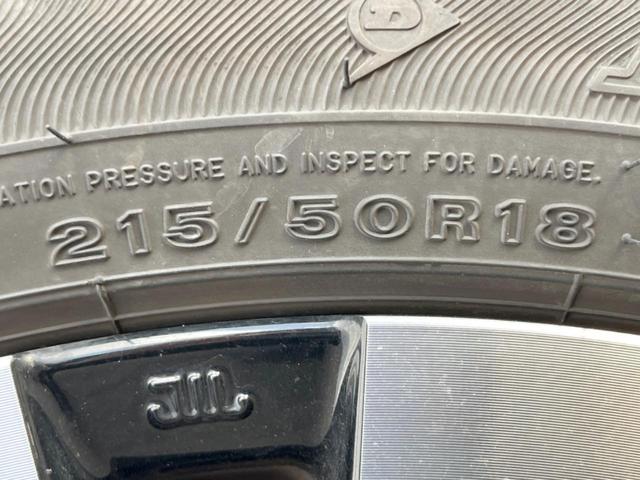 ATION PRESSURE AND INSPECT FOR DAMAGE.
215/50R18